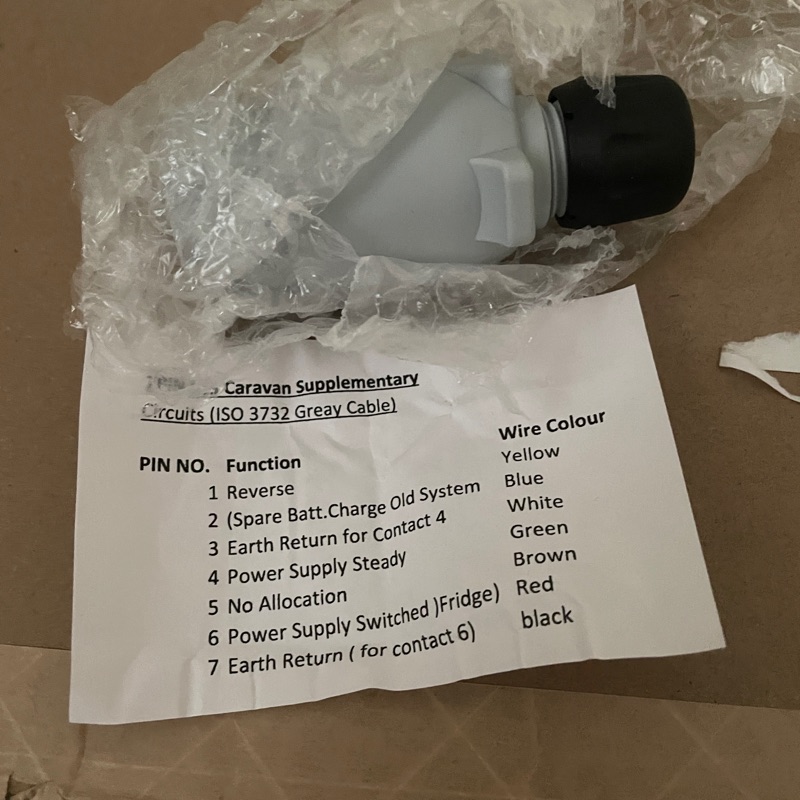 Caravan Supplementary
Circuits (ISO 3732 Greay Cable)
PIN NO. Function Wire Colour
1 Reverse Yellow
2 (Spare Batt.Charge Old System Blue
3 Earth Return for Contact 4 White
4 Power Supply Steady Green
5 No Allocation Brown
6 Power Supply Switched )Fridge) Red
7 Earth Return ( for contact 6) black